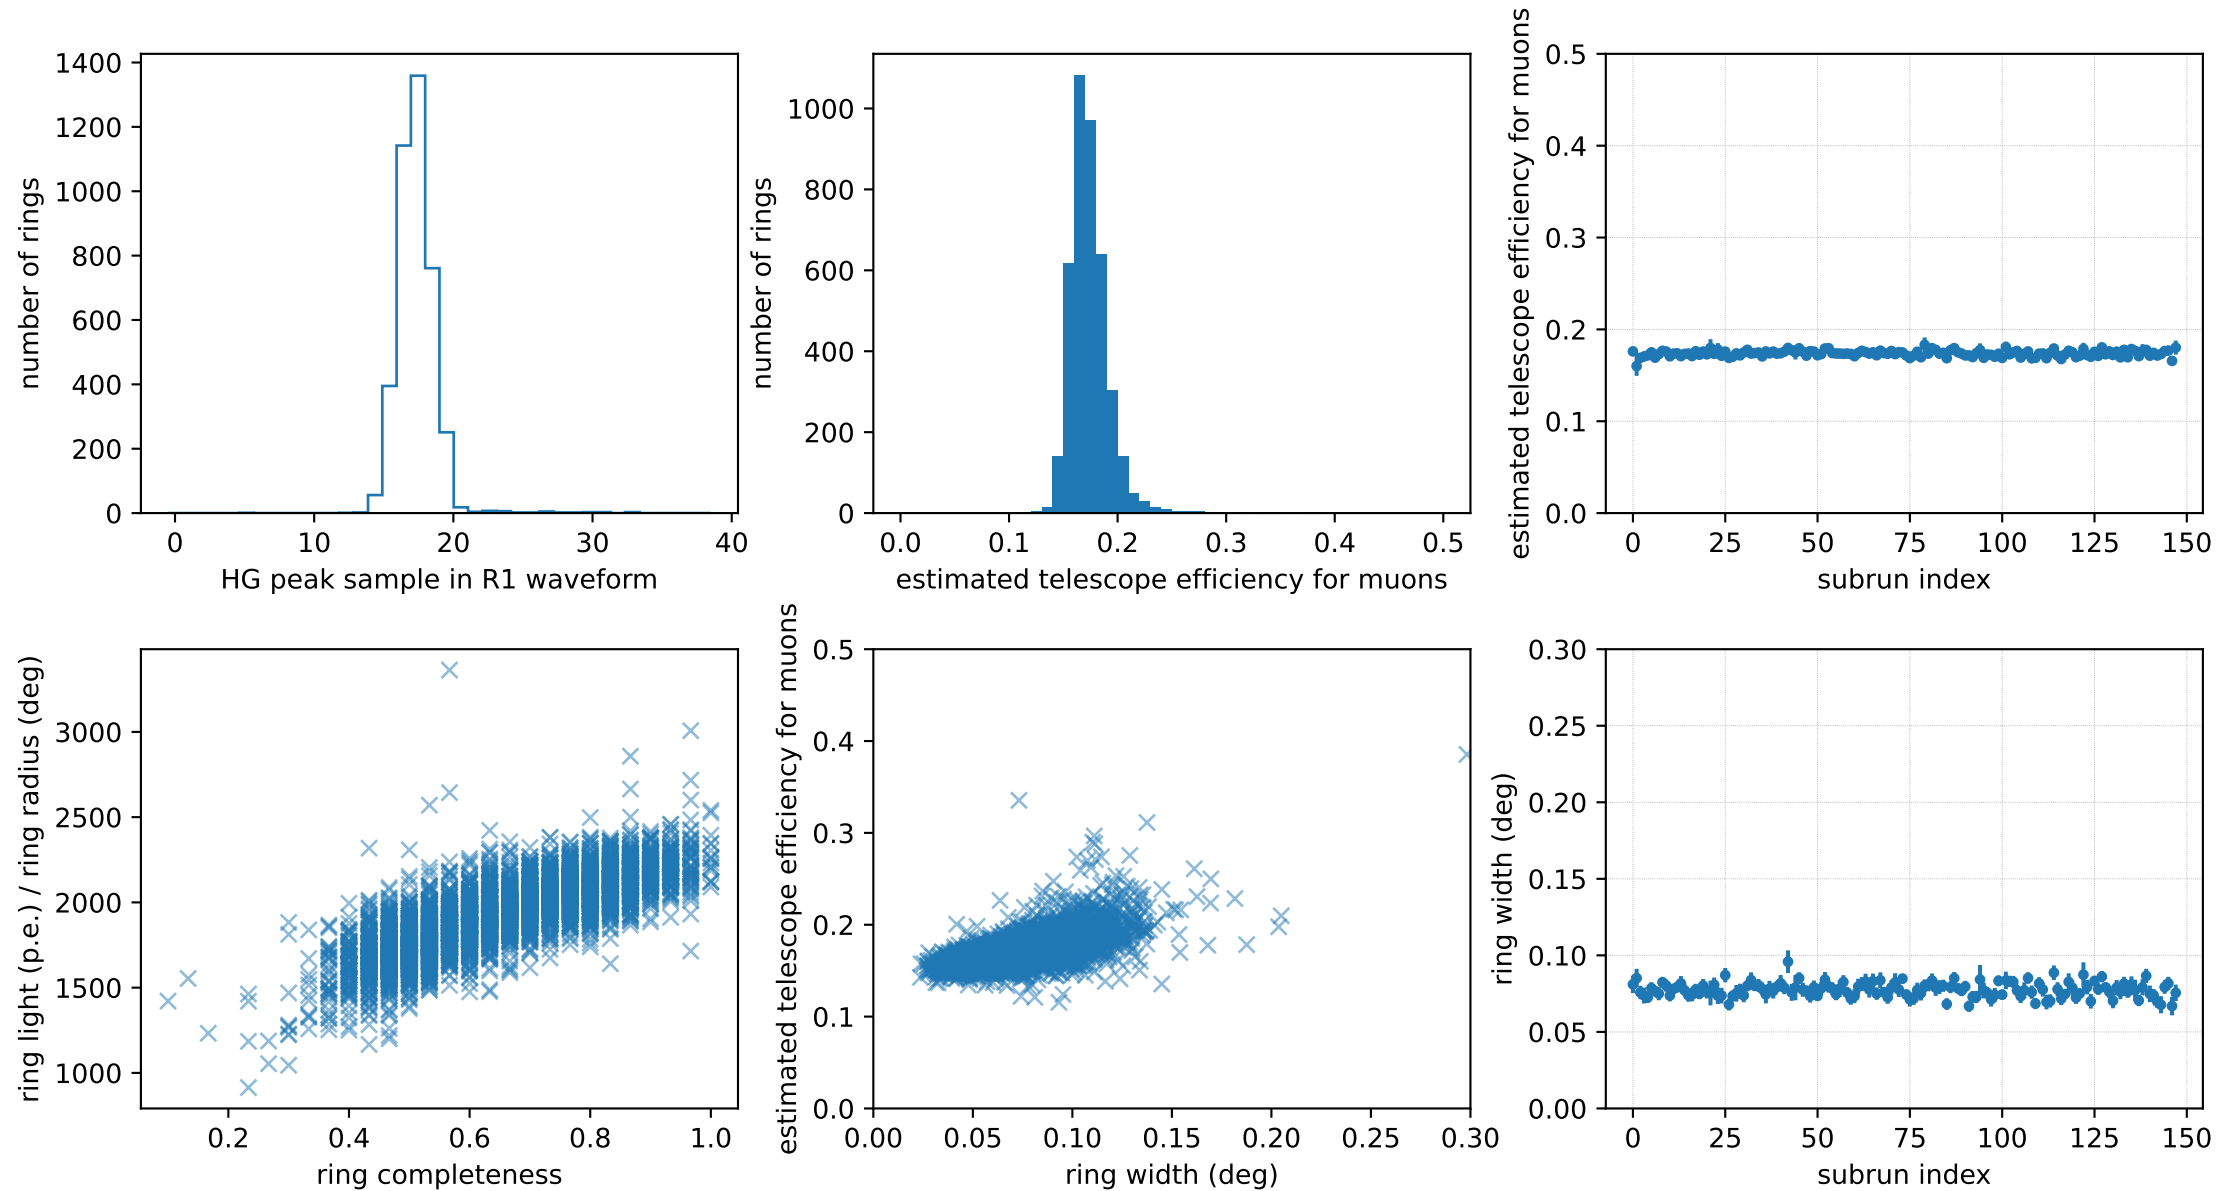 1400
1200
1000
800
600
400
200
0
number of rings
0 10 20 30 40
HG peak sample in R1 waveform
1000
800
600
400
200
0
number of rings
0.0 0.1 0.2 0.3 0.4 0.5
estimated telescope efficiency for muons
0.5
0.4
0.3
0.2
0.1
0.0
estimated telescope efficiency for muons
0 25 50 75 100 125 150
subrun index
3000
2500
2000
1500
1000
ring light (p.e.) / ring radius (deg)
0.2 0.4 0.6 0.8 1.0
ring completeness
0.5
0.4
0.3
0.2
0.1
0.0
estimated telescope efficiency for muons
0.00 0.05 0.10 0.15 0.20 0.25 0.30
ring width (deg)
0.30
0.25
0.20
0.15
0.10
0.05
0.00
ring width (deg)
0 25 50 75 100 125 150
subrun index